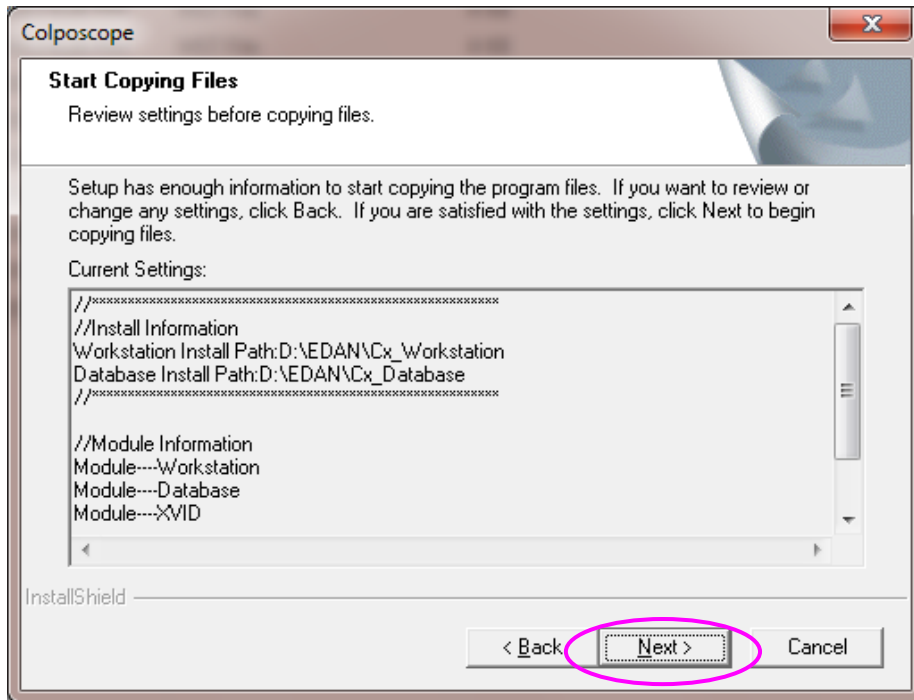 Colposcope
Start Copying Files
Review settings before copying files.
Setup has enough information to start copying the program files. If you want to review or
change any settings, click Back. If you are satisfied with the settings, click Next to begin
copying files.
Current Settings:
//*********************************************************
//Install Information
Workstation Install Path:D:\EDAN\Cx_Workstation
Database Install Path:D:\EDAN\Cx_Database
//*********************************************************
//Module Information
Module----Workstation
Module----Database
Module----XVID
InstallShield
< Back
Next >
Cancel